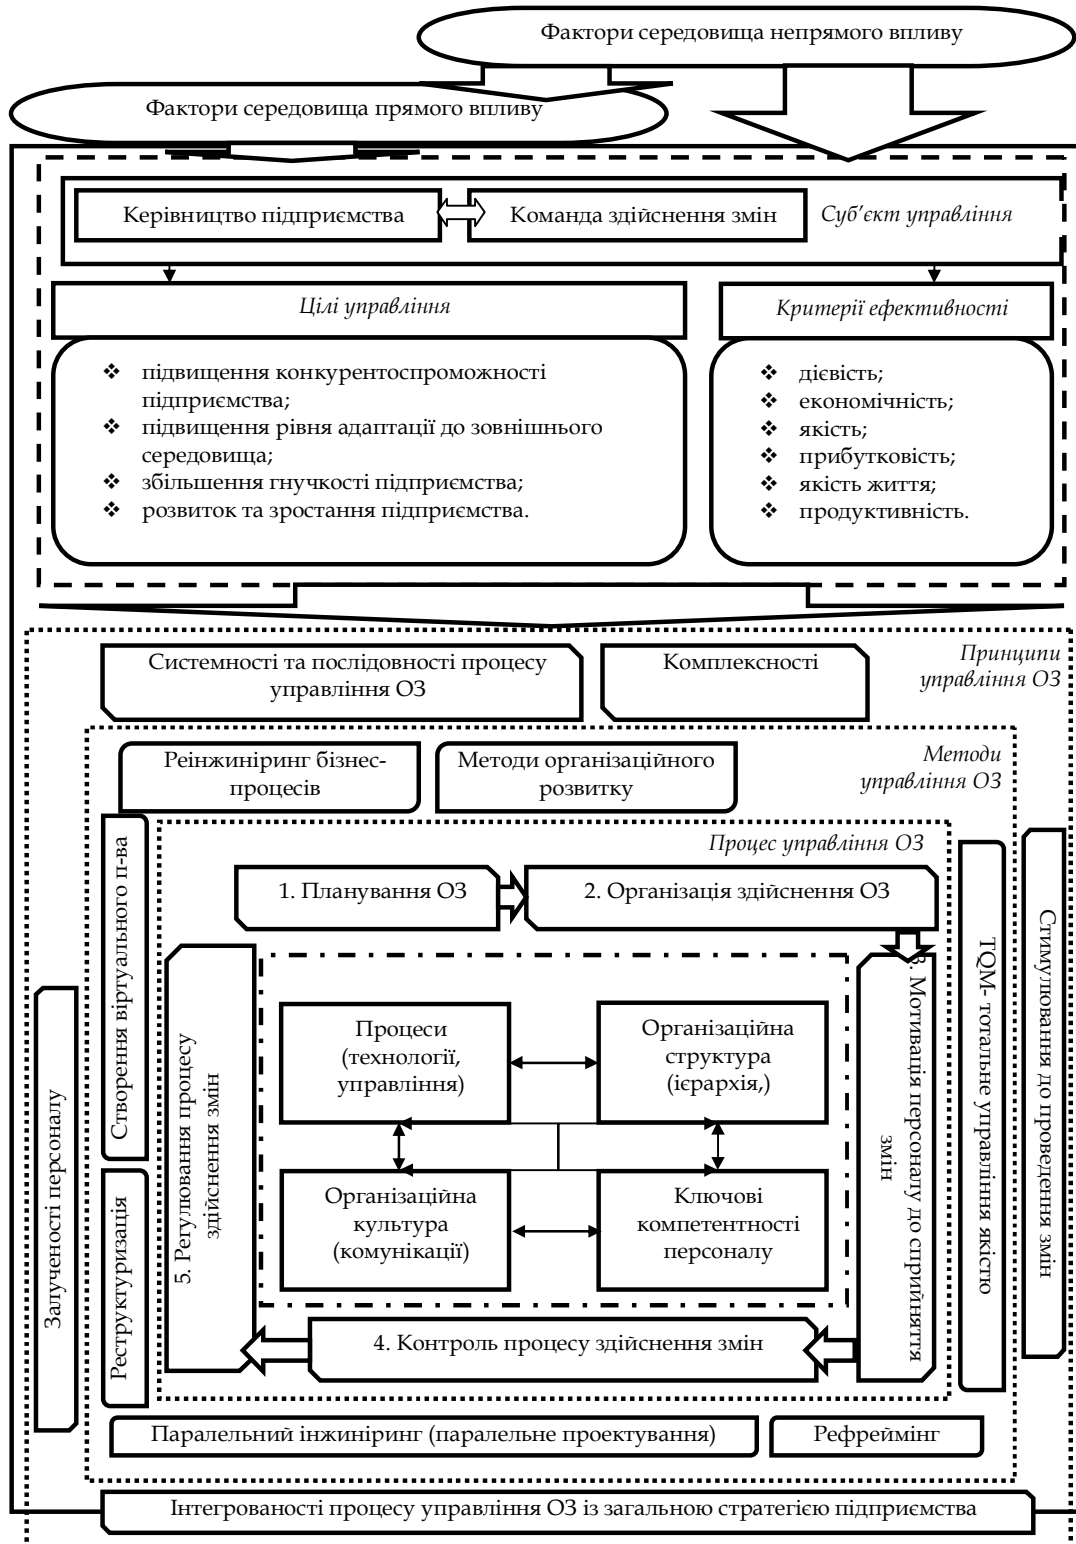 Фактори середовища непрямого впливу
Фактори середовища прямого впливу
Керівництво підприємства
Команда здійснення змін
Суб’єкт управління
Цілі управління
Критерії ефективності
❖ підвищення конкурентоспроможності
підприємства;
❖ підвищення рівня адаптації до зовнішнього
середовища;
❖ збільшення гнучкості підприємства;
❖ розвиток та зростання підприємства.
❖ дієвість;
❖ економічність;
❖ якість;
❖ прибутковість;
❖ якість життя;
❖ продуктивність.
Системності та послідовності процесу
управління ОЗ
Комплексності
Принципи
управління ОЗ
Реінжиніринг бізнес-
процесів
Методи організаційного
розвитку
Методи
управління ОЗ
Процес управління ОЗ
1. Планування ОЗ
2. Організація здійснення ОЗ
Залученості персоналу
Створення віртуального п-ва
Реструктуризація
5. Регулювання процесу
здійснення змін
Процеси
(технології,
управління)
Організаційна
структура
(ієрархія,)
Організаційна
культура
(комунікації)
Ключові
компетентності
персоналу
3. Мотивація персоналу до сприйняття
змін
TQM- тотальне управління якістю
Стимулювання до проведення змін
4. Контроль процесу здійснення змін
Паралельний інжиніринг (паралельне проектування)
Рефреймінг
Інтегрованості процесу управління ОЗ із загальною стратегією підприємства